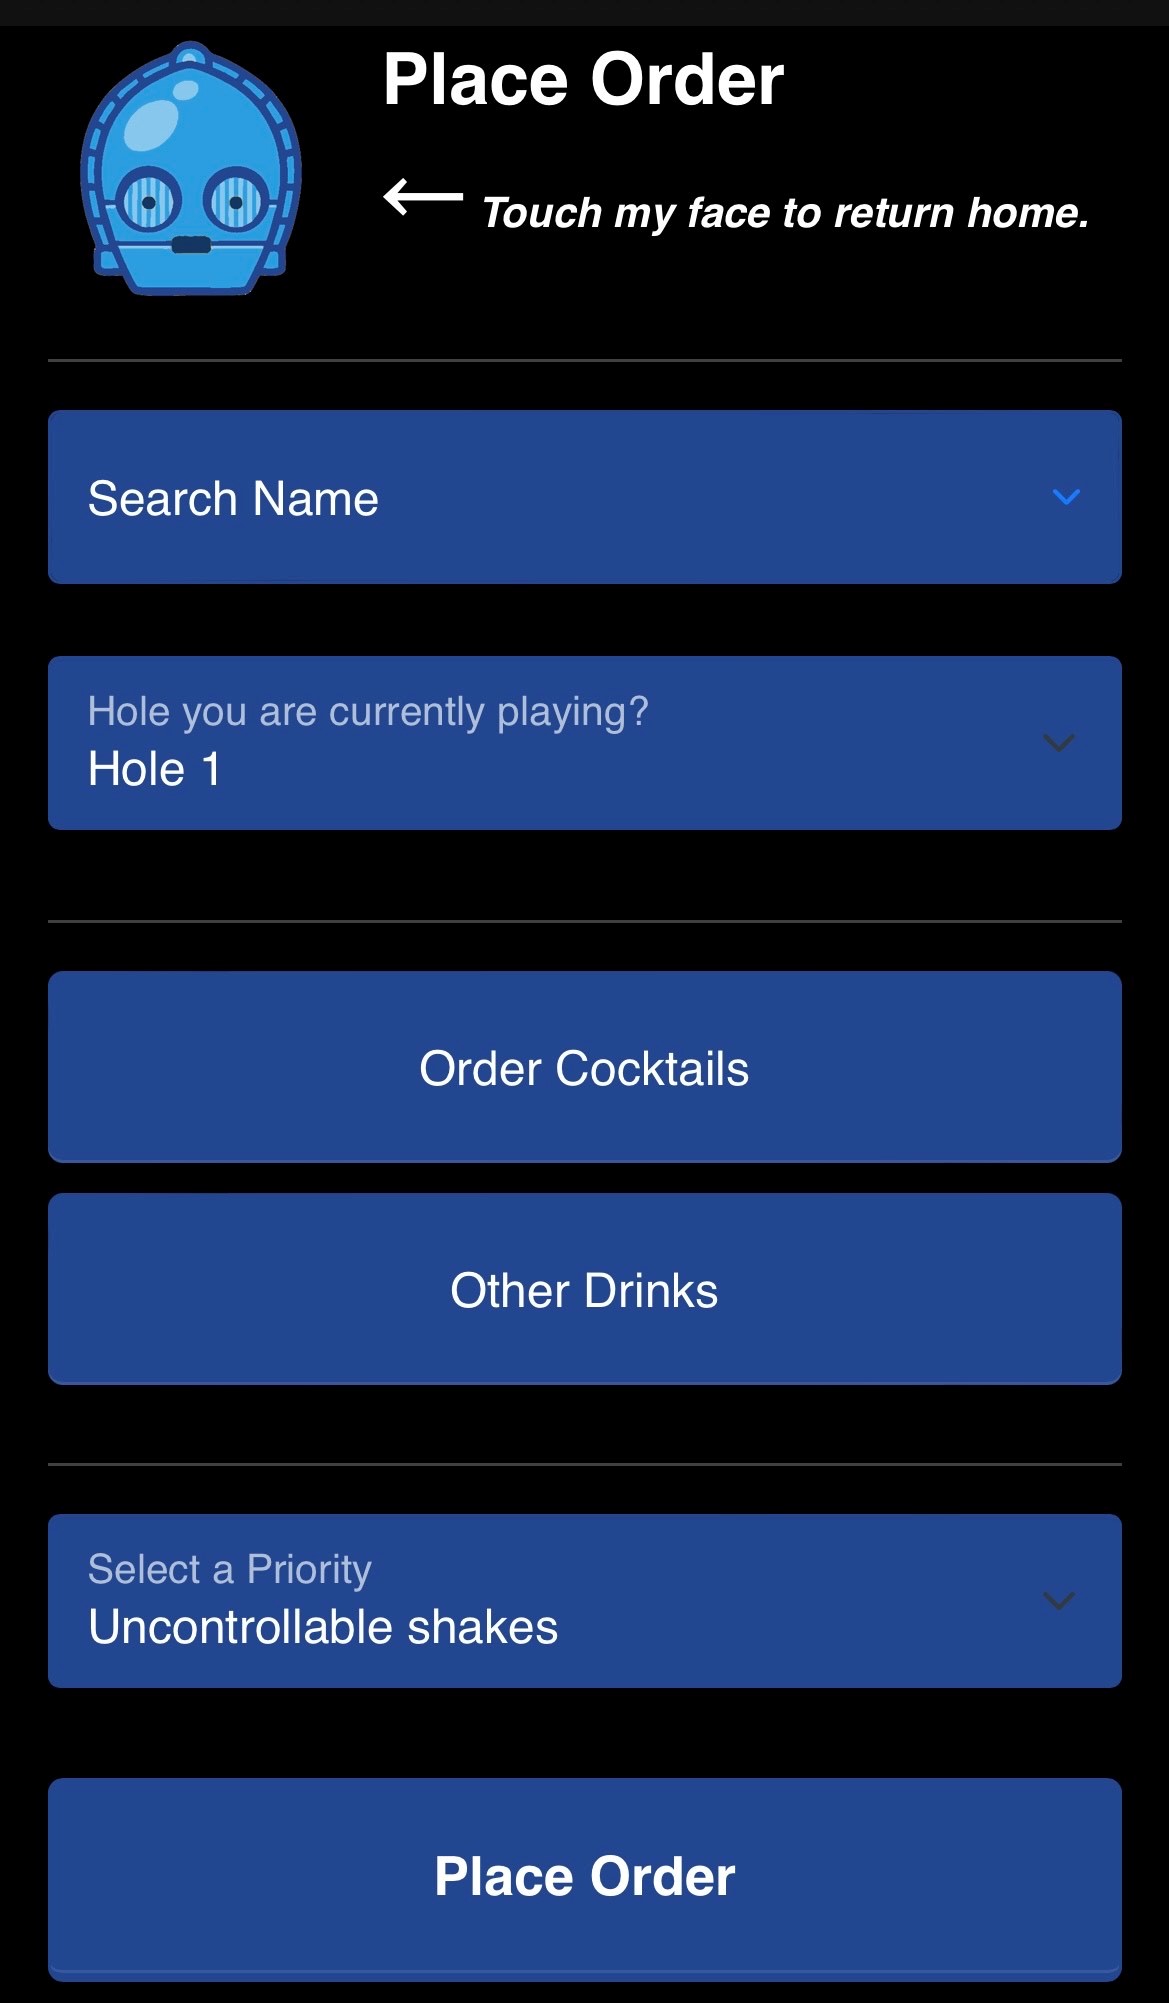 Place Order
Touch my face to return home.
Search Name
Hole you are currently playing?
Hole 1
Order Cocktails
Other Drinks
Select a Priority
Uncontrollable shakes
Place Order